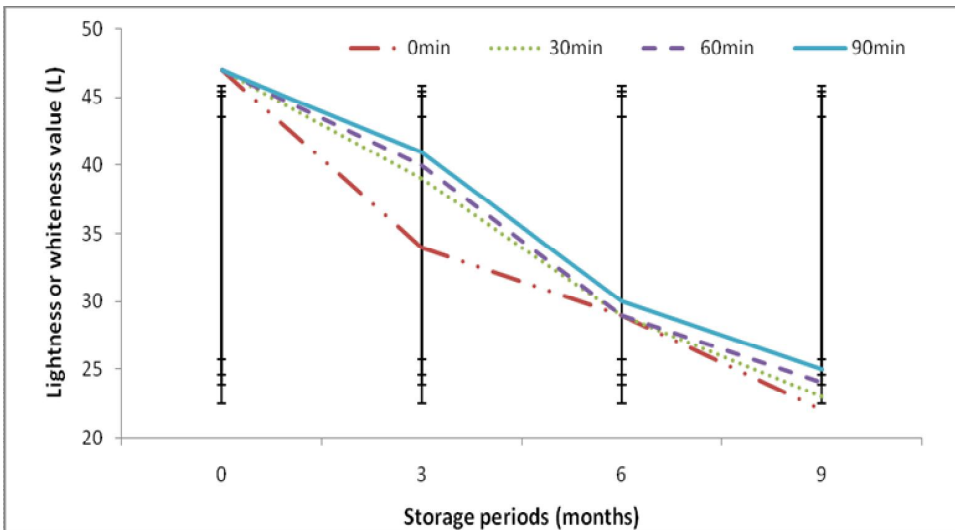 50
0min 30min 60min 90min
45
40
35
30
25
20
Lightness or whiteness value (L)
0 3 6 9
Storage periods (months)